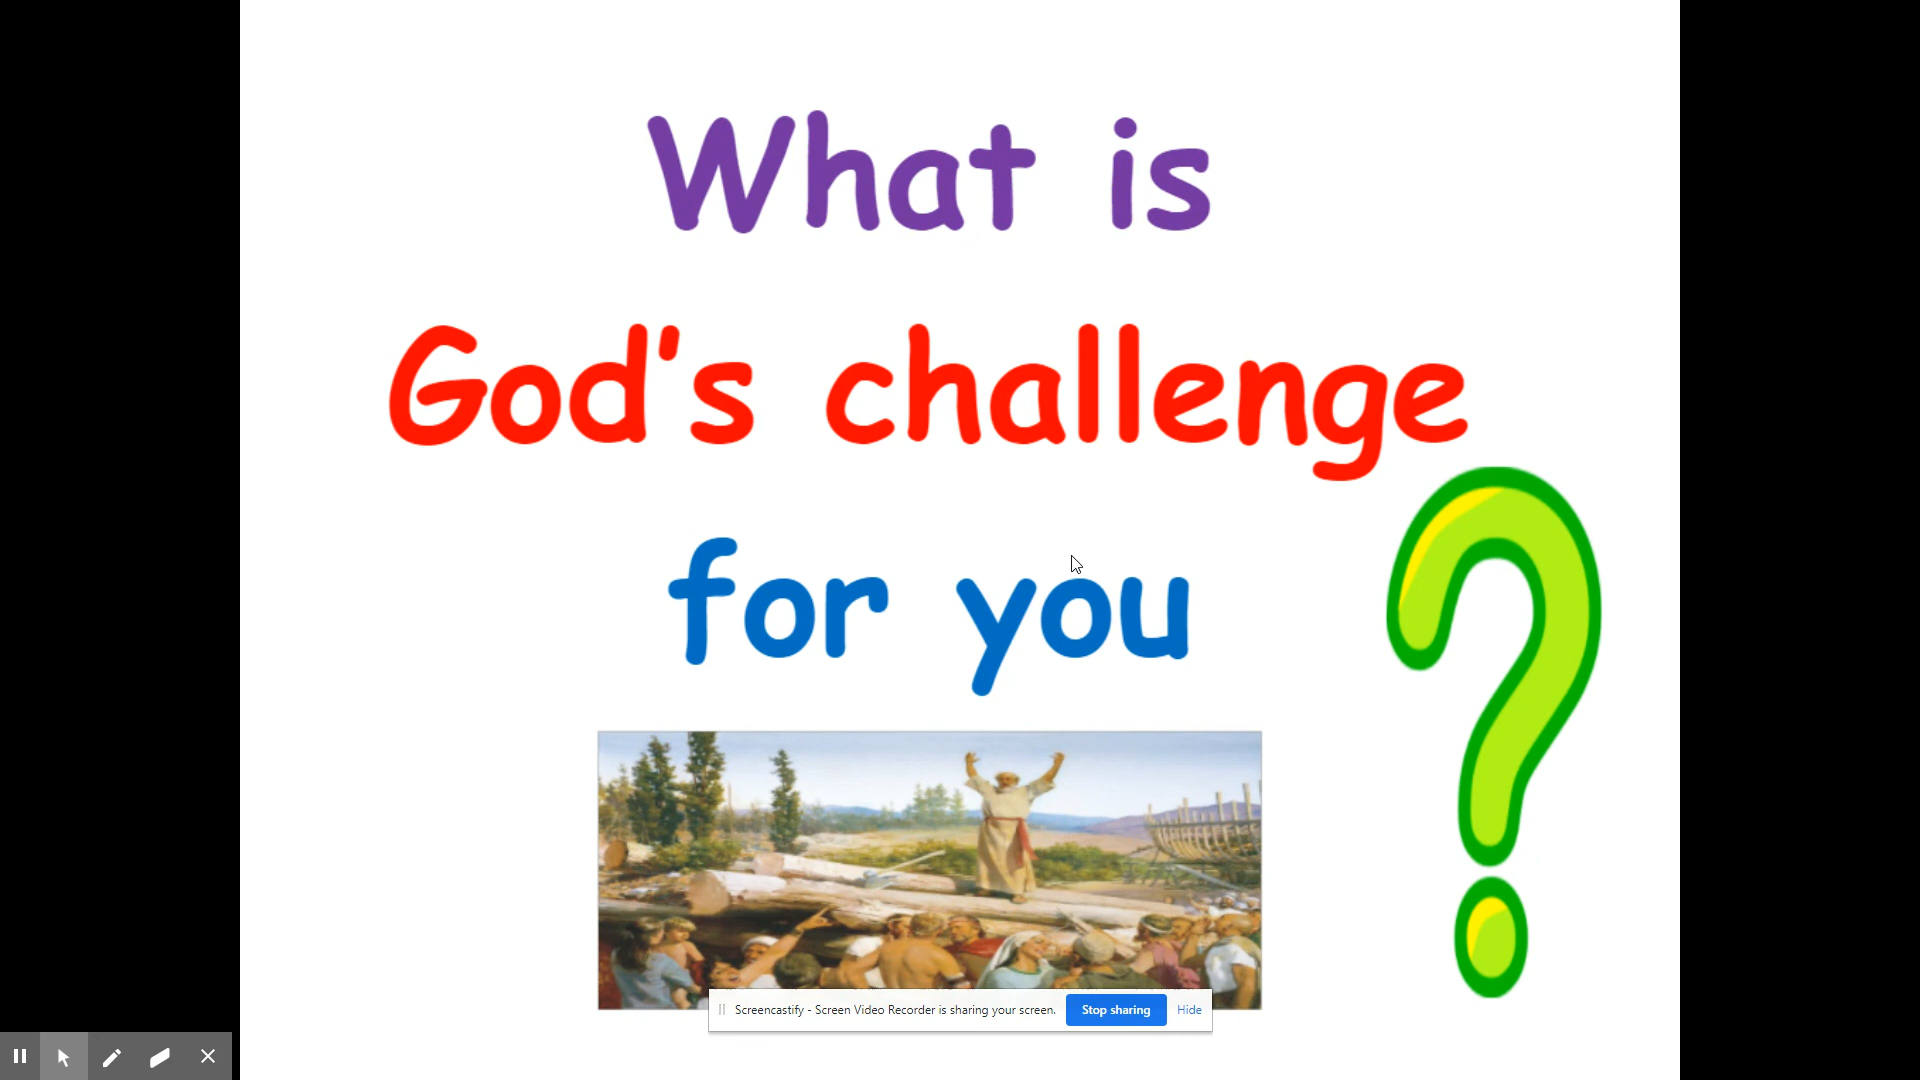 What is
God's challenge
for you
?
Screencastify - Screen Video Recorder is sharing your screen. Stop sharing Hide